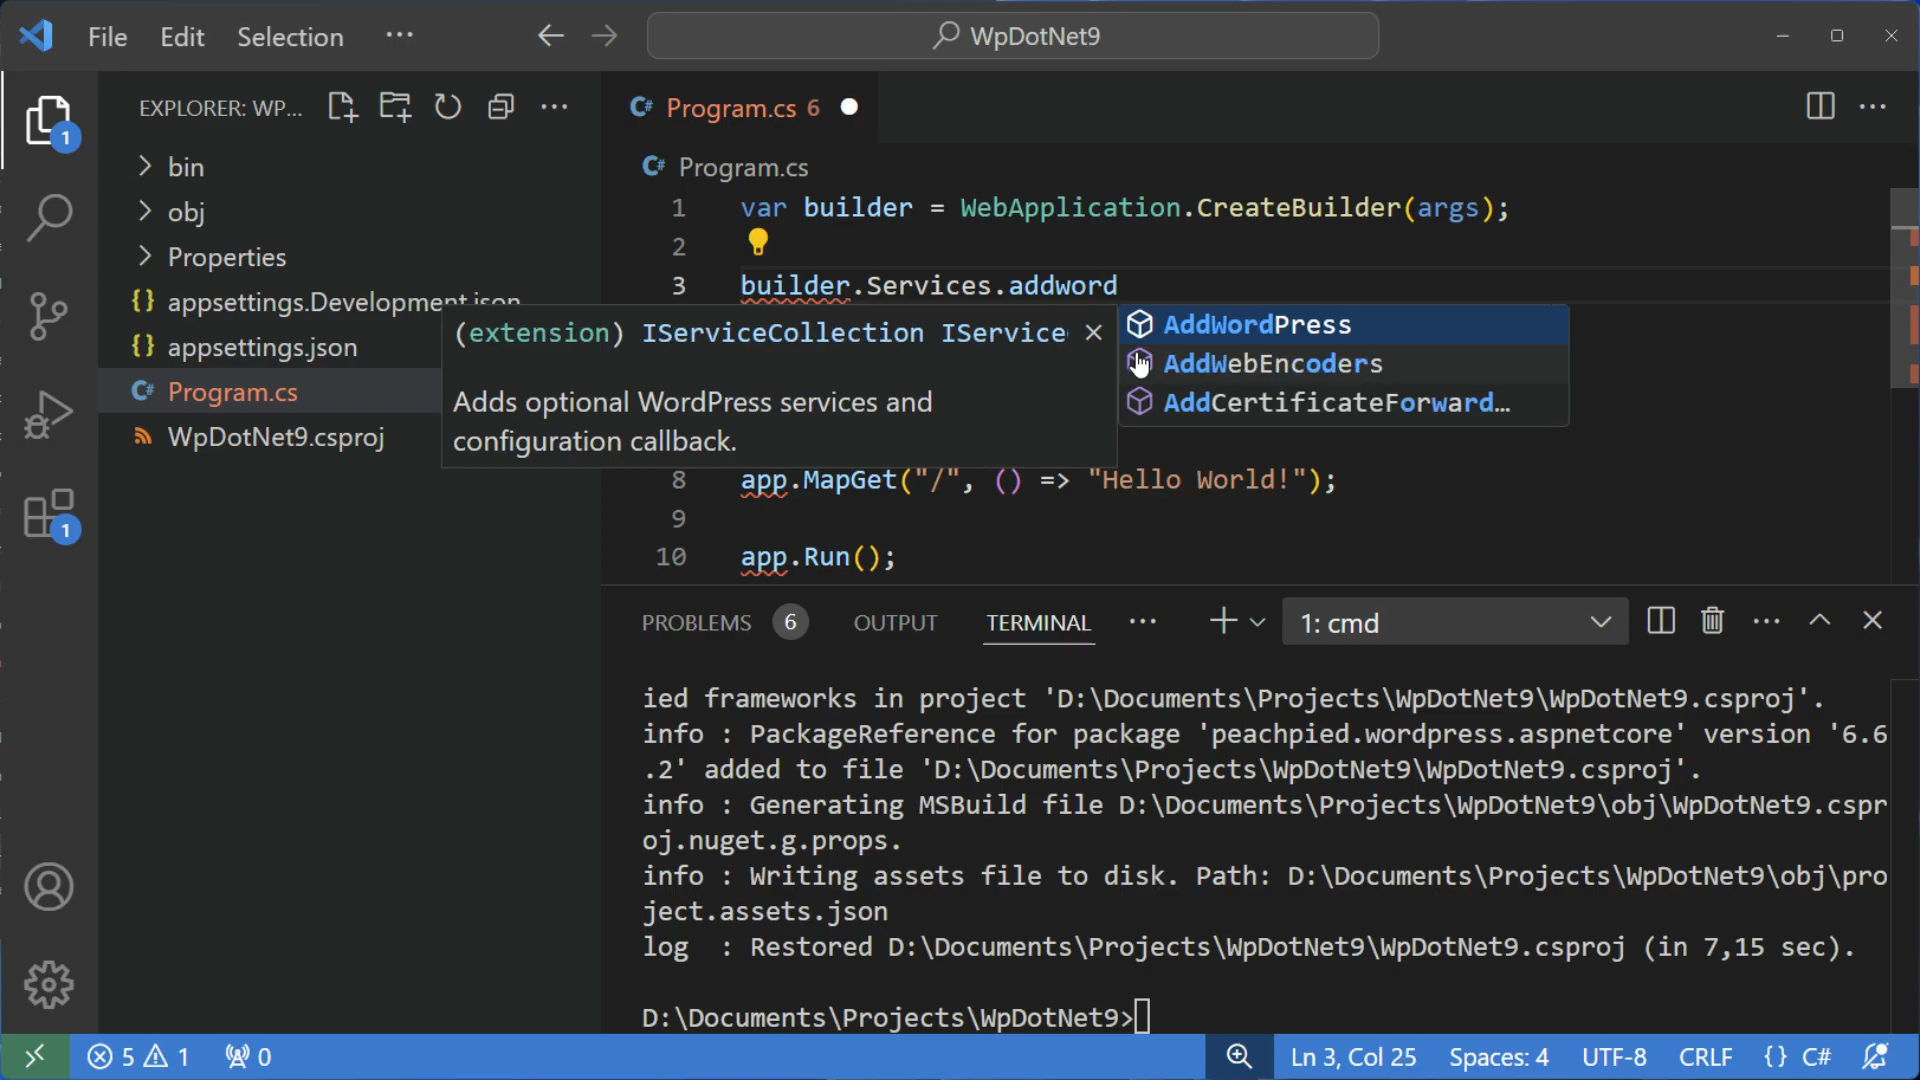 File Edit Selection ··· WpDotNet9
EXPLORER: WP... ···
bin
obj
Properties
appsettings.Development.json
appsettings.json
Program.cs
WpDotNet9.csproj
1
1
Program.cs 6
Program.cs
1 var builder = WebApplication.CreateBuilder(args);
2
3 builder.Services.addword
(extension) IServiceCollection IService
Adds optional WordPress services and
configuration callback.
AddWordPress
AddWebEncoders
AddCertificateForward…
8 app.MapGet("/", () => "Hello World!");
9
10 app.Run();
PROBLEMS 6 OUTPUT TERMINAL ··· 1: cmd
ied frameworks in project 'D:\Documents\Projects\WpDotNet9\WpDotNet9.csproj'.
info : PackageReference for package 'peachpied.wordpress.aspnetcore' version '6.6
.2' added to file 'D:\Documents\Projects\WpDotNet9\WpDotNet9.csproj'.
info : Generating MSBuild file D:\Documents\Projects\WpDotNet9\obj\WpDotNet9.cspr
oj.nuget.g.props.
info : Writing assets file to disk. Path: D:\Documents\Projects\WpDotNet9\obj\pro
ject.assets.json
log  : Restored D:\Documents\Projects\WpDotNet9\WpDotNet9.csproj (in 7,15 sec).
D:\Documents\Projects\WpDotNet9>
5 1 0 Ln 3, Col 25 Spaces: 4 UTF-8 CRLF {} C#